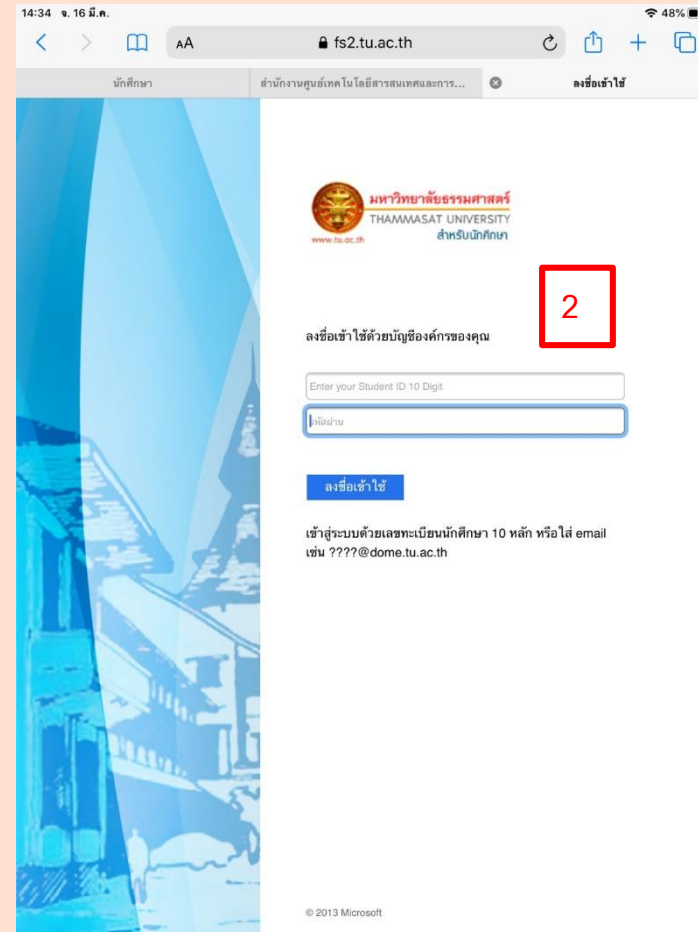 14:34 จ. 16 มี.ค.
48%
AA
fs2.tu.ac.th
นักศึกษา
สำนักงานศูนย์เทคโนโลยีสารสนเทศและการ...
ลงชื่อเข้าใช้
มหาวิทยาลัยธรรมศาสตร์
THAMMASAT UNIVERSITY
สำหรับนักศึกษา
www.tu.ac.th
2
ลงชื่อเข้าใช้ด้วยบัญชีองค์กรของคุณ
Enter your Student ID 10 Digit
รหัสผ่าน
ลงชื่อเข้าใช้
เข้าสู่ระบบด้วยเลขทะเบียนนักศึกษา 10 หลัก หรือใส่ email
เช่น ????@dome.tu.ac.th
© 2013 Microsoft